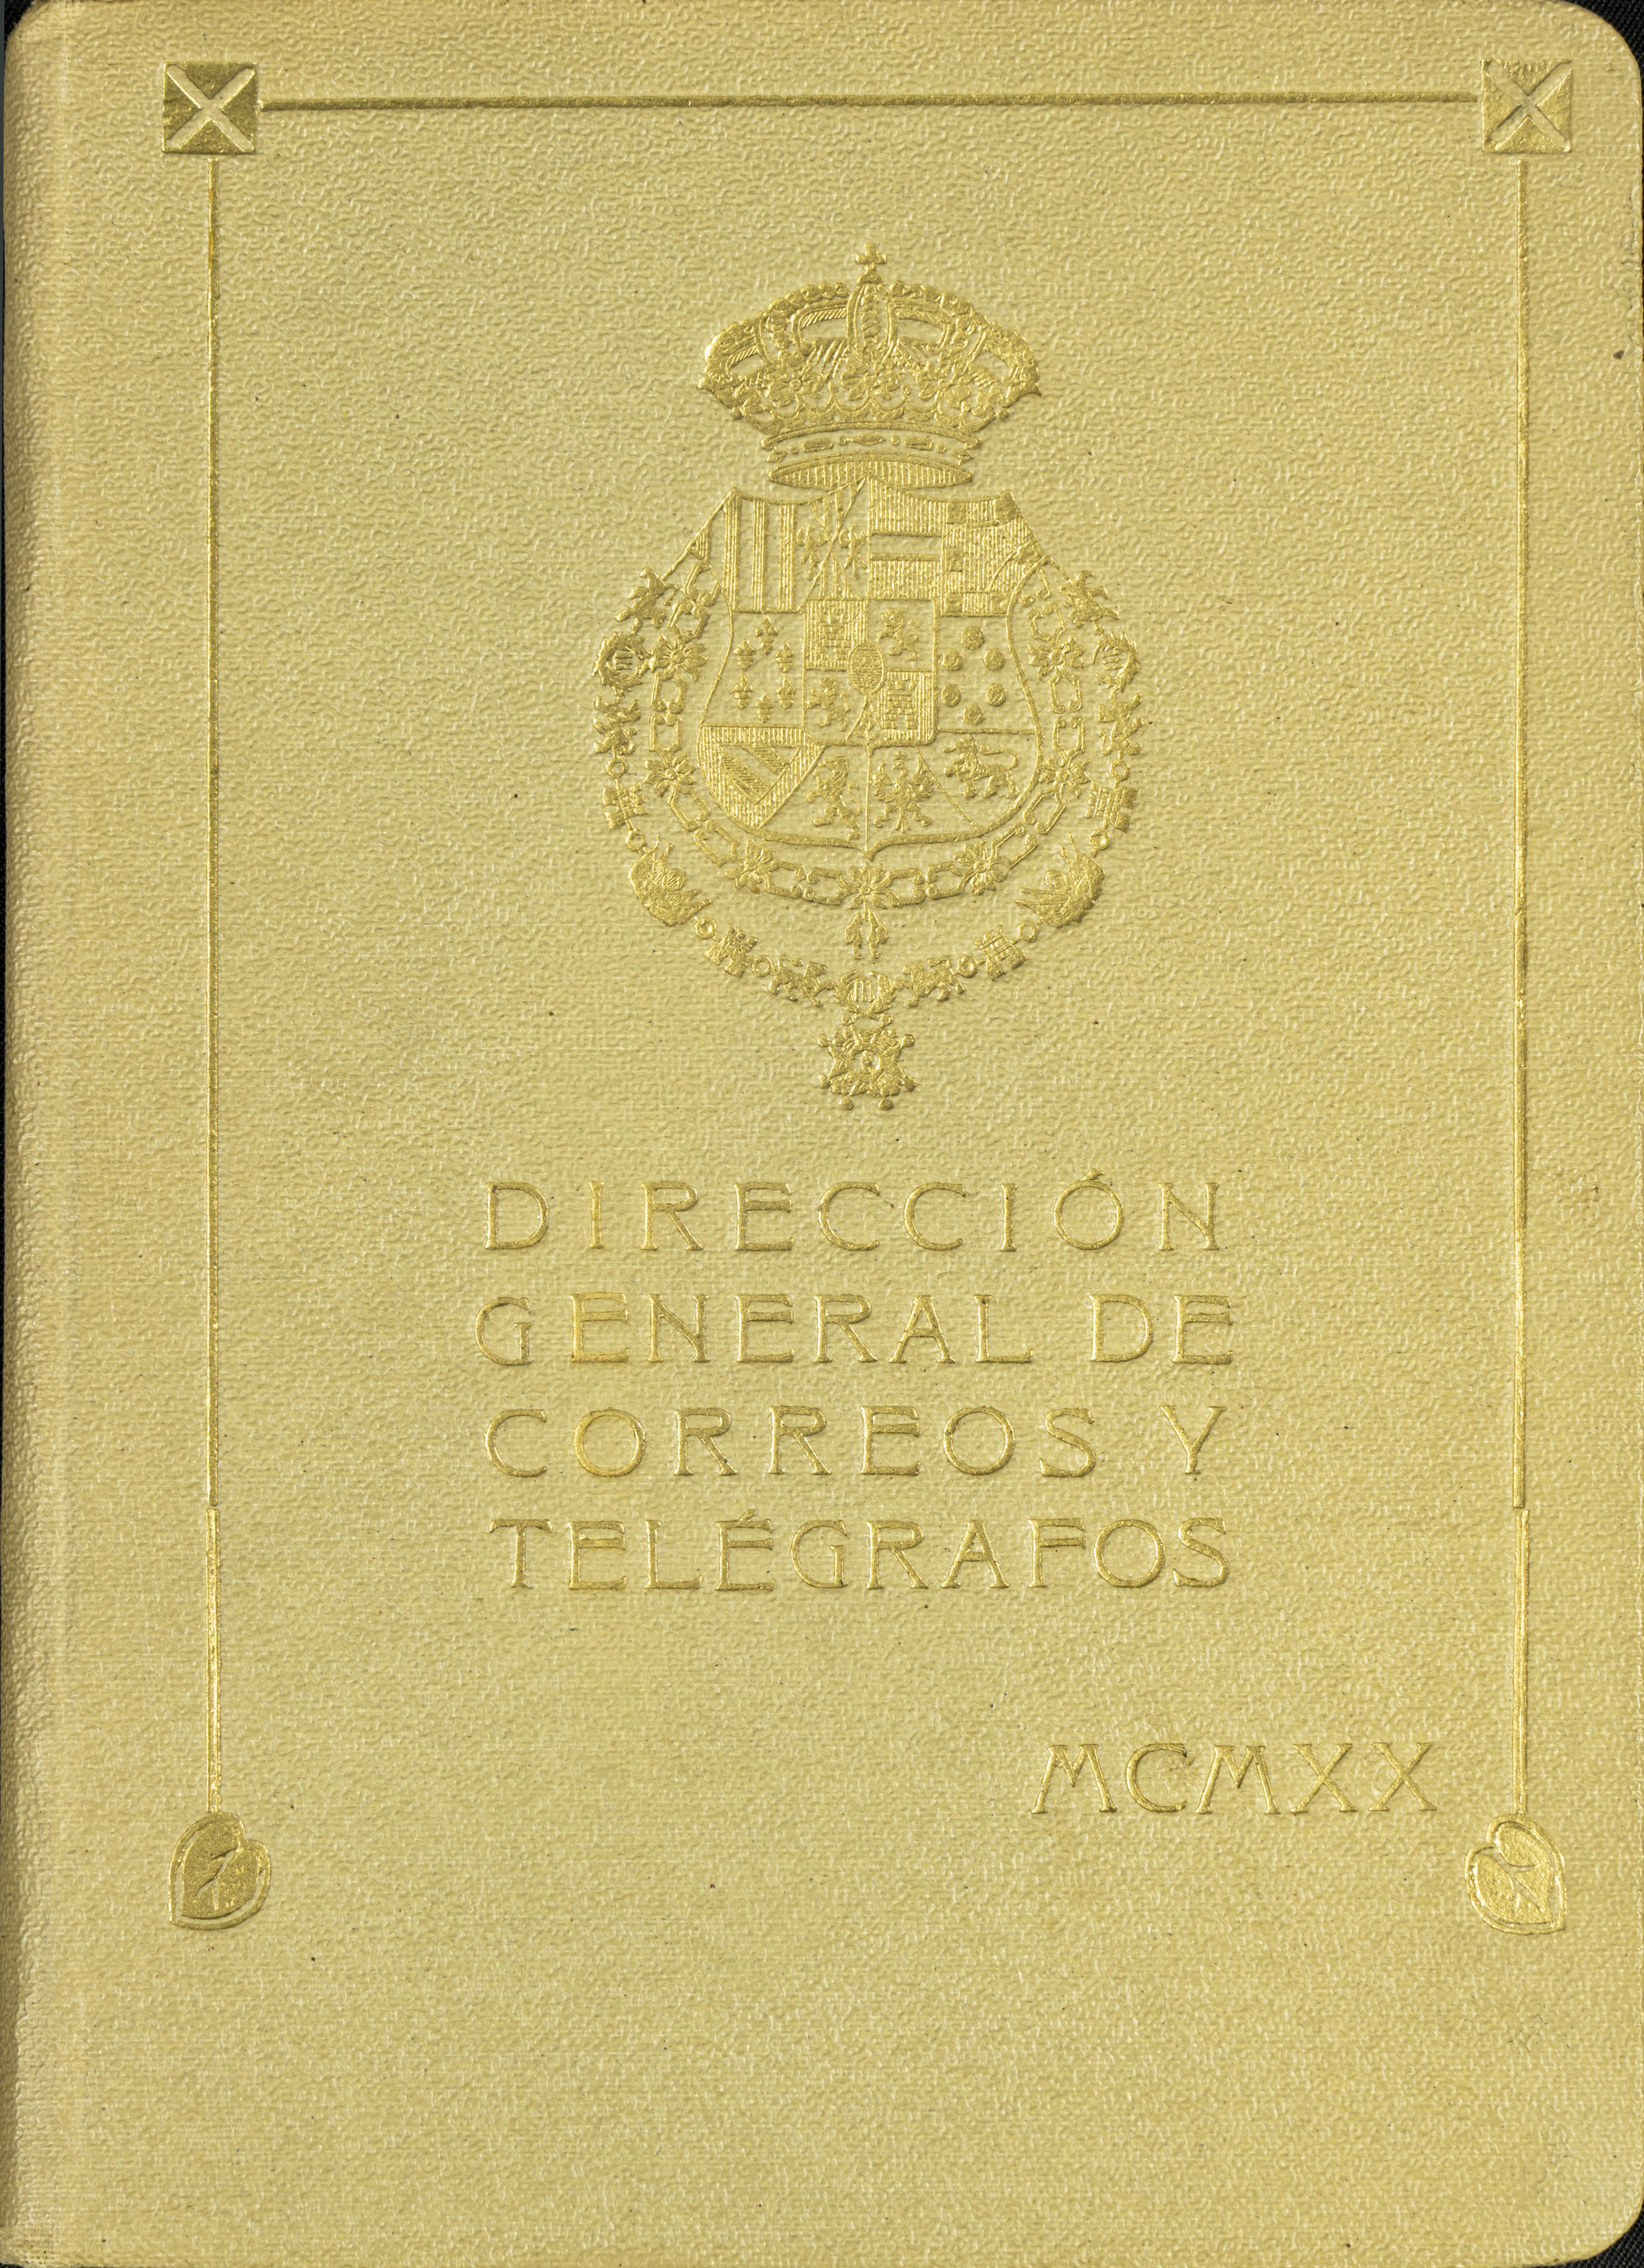 DIRECCIÓN
GENERAL DE
CORREOS Y
TELÉGRAFOS
MCMXX